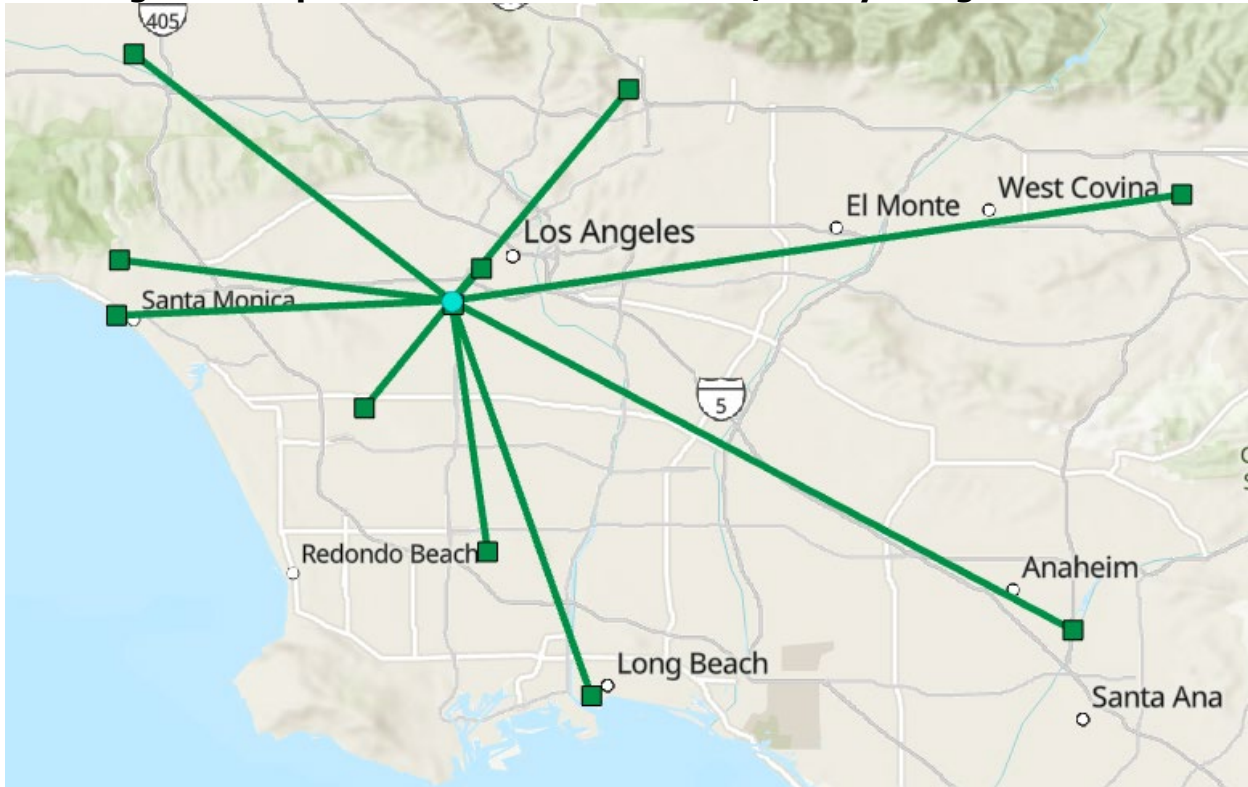 405
Los Angeles
El Monte
West Covina
Santa Monica
5
Redondo Beach
Anaheim
Long Beach
Santa Ana